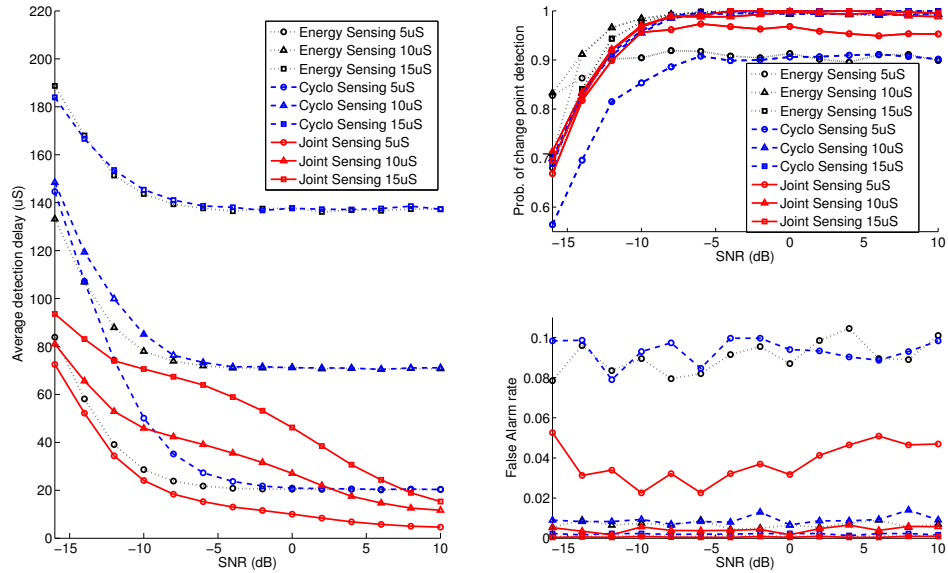 220
200
180
160
140
120
100
80
60
40
20
0
−15
−10
−5
0
5
10
SNR (dB)
Average detection delay (uS)
Energy Sensing 5uS
Energy Sensing 10uS
Energy Sensing 15uS
Cyclo Sensing 5uS
Cyclo Sensing 10uS
Cyclo Sensing 15uS
Joint Sensing 5uS
Joint Sensing 10uS
Joint Sensing 15uS
1
0.9
0.8
0.7
0.6
−15
−10
−5
0
5
10
SNR (dB)
Prob. of change point detection
Energy Sensing 5uS
Energy Sensing 10uS
Energy Sensing 15uS
Cyclo Sensing 5uS
Cyclo Sensing 10uS
Cyclo Sensing 15uS
Joint Sensing 5uS
Joint Sensing 10uS
Joint Sensing 15uS
0.1
0.08
0.06
0.04
0.02
0
−15
−10
−5
0
5
10
SNR (dB)
False Alarm rate